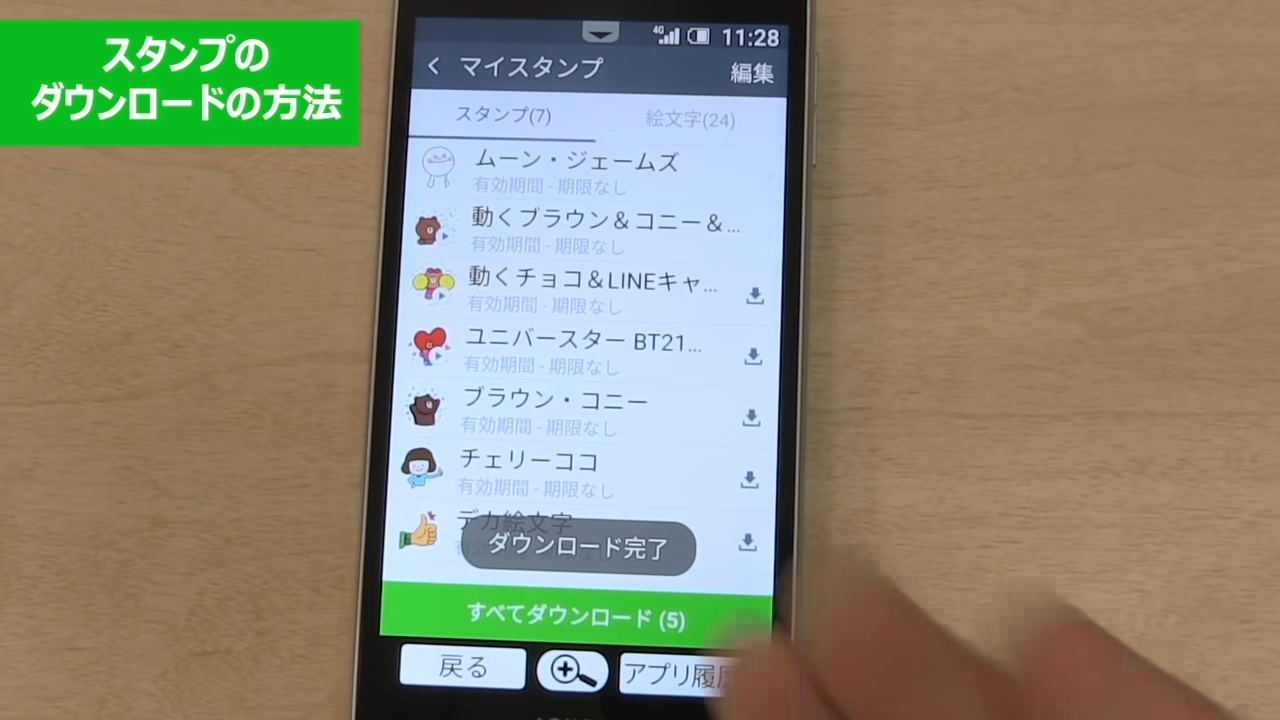 スタンプの
ダウンロードの方法
4G 11:28
マイスタンプ 編集
スタンプ(7) 絵文字(24)
ムーン・ジェームズ
有効期間 - 期限なし
動くブラウン＆コニー＆...
有効期間 - 期限なし
動くチョコ＆LINEキャ...
有効期間 - 期限なし
ユニバースター BT21...
有効期間 - 期限なし
ブラウン・コニー
有効期間 - 期限なし
チェリーココ
有効期間 - 期限なし
デカ絵文字
ダウンロード完了
すべてダウンロード (5)
戻る アプリ履